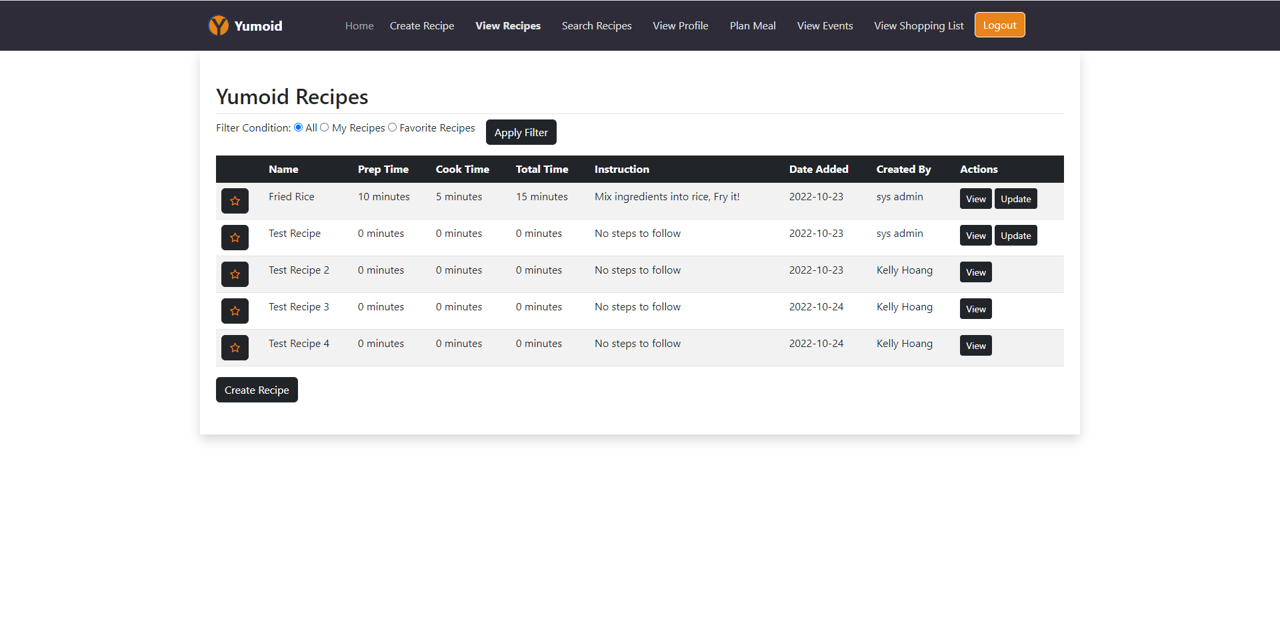 Yumoid Home Create Recipe View Recipes Search Recipes View Profile Plan Meal View Events View Shopping List Logout
Yumoid Recipes
Filter Condition: All My Recipes Favorite Recipes Apply Filter
Name Prep Time Cook Time Total Time Instruction Date Added Created By Actions
Fried Rice 10 minutes 5 minutes 15 minutes Mix ingredients into rice, Fry it! 2022-10-23 sys admin View Update
Test Recipe 0 minutes 0 minutes 0 minutes No steps to follow 2022-10-23 sys admin View Update
Test Recipe 2 0 minutes 0 minutes 0 minutes No steps to follow 2022-10-23 Kelly Hoang View
Test Recipe 3 0 minutes 0 minutes 0 minutes No steps to follow 2022-10-24 Kelly Hoang View
Test Recipe 4 0 minutes 0 minutes 0 minutes No steps to follow 2022-10-24 Kelly Hoang View
Create Recipe